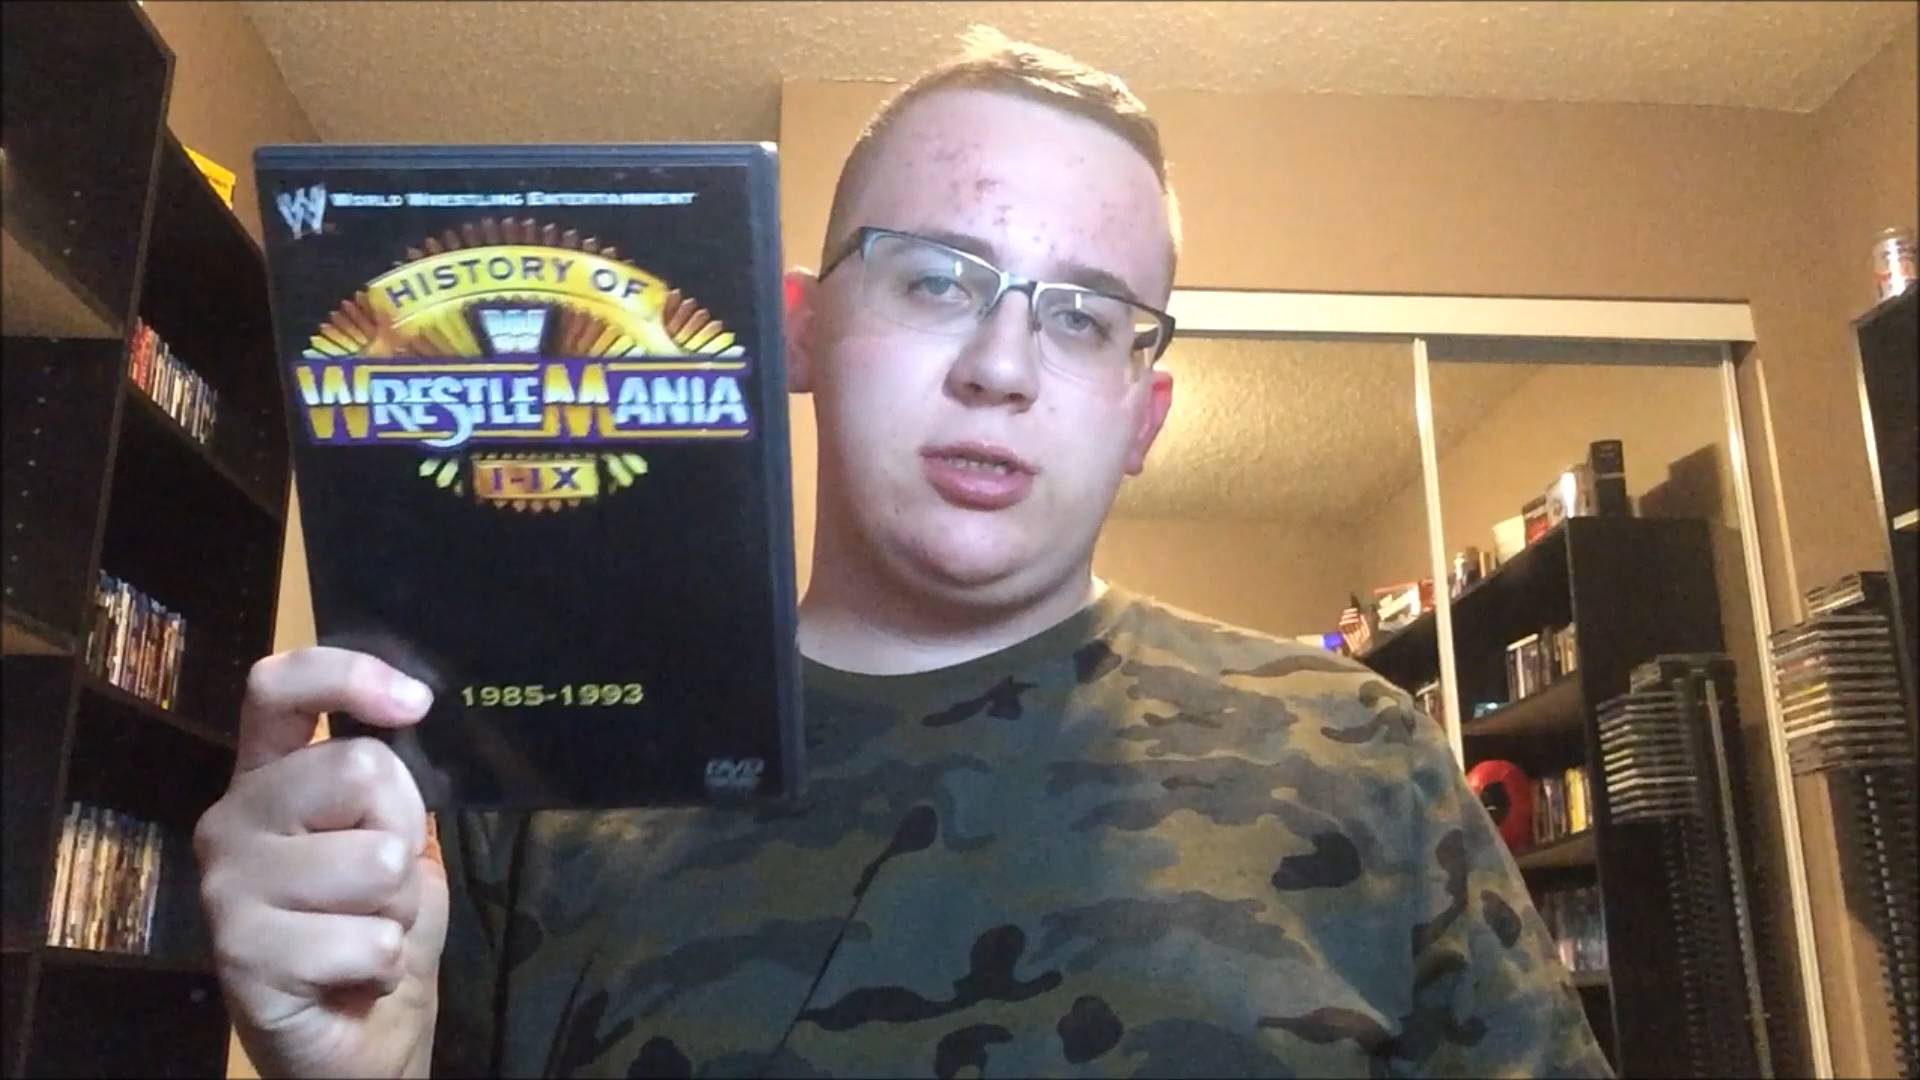 WORLD WRESTLING ENTERTAINMENT
HISTORY OF
WRESTLEMANIA
I-IX
1985-1993
DVD